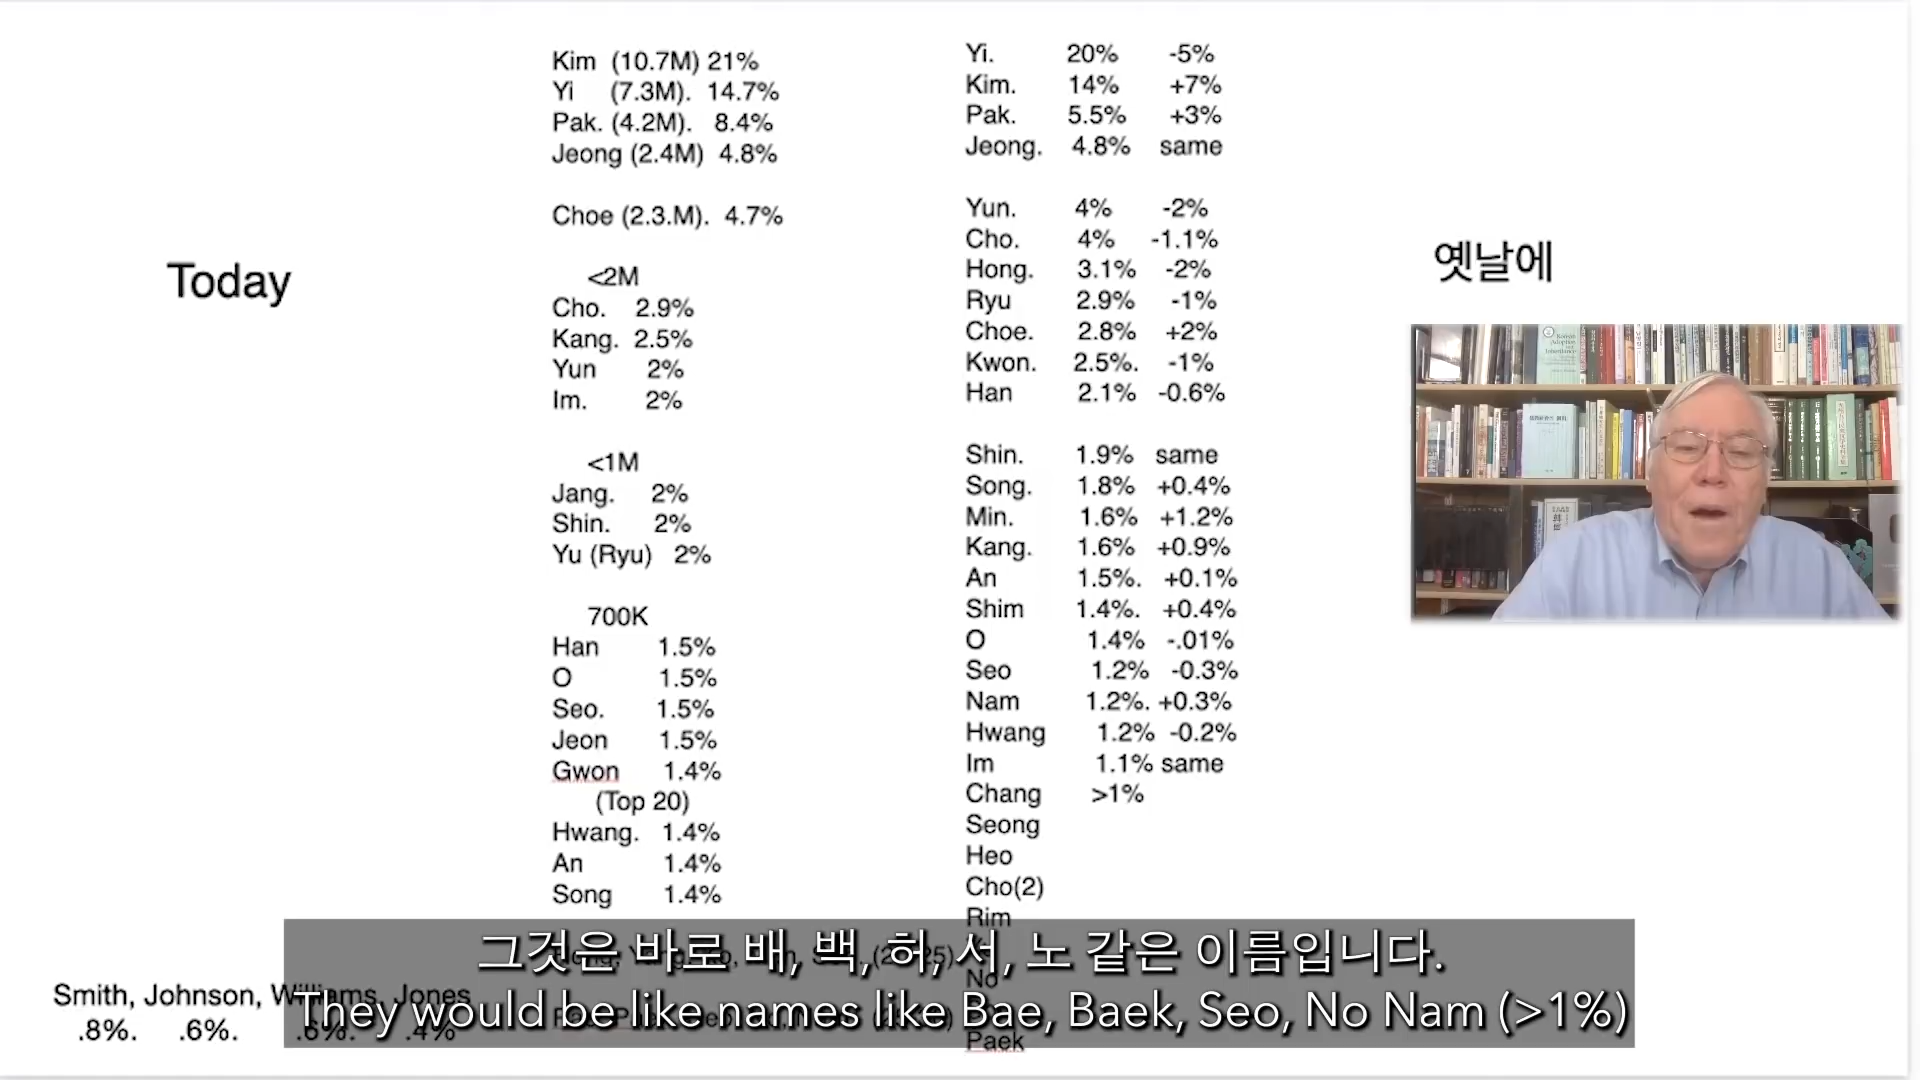 Today
Kim (10.7M) 21%
Yi (7.3M). 14.7%
Pak. (4.2M). 8.4%
Jeong (2.4M) 4.8%
Choe (2.3.M). 4.7%
<2M
Cho. 2.9%
Kang. 2.5%
Yun 2%
Im. 2%
<1M
Jang. 2%
Shin. 2%
Yu (Ryu) 2%
700K
Han 1.5%
O 1.5%
Seo. 1.5%
Jeon 1.5%
Gwon 1.4%
(Top 20)
Hwang. 1.4%
An 1.4%
Song 1.4%
Smith, Johnson, Williams, Jones
.8%. .6%. .6%. .4%
Yi. 20% -5%
Kim. 14% +7%
Pak. 5.5% +3%
Jeong. 4.8% same
Yun. 4% -2%
Cho. 4% -1.1%
Hong. 3.1% -2%
Ryu 2.9% -1%
Choe. 2.8% +2%
Kwon. 2.5%. -1%
Han 2.1% -0.6%
Shin. 1.9% same
Song. 1.8% +0.4%
Min. 1.6% +1.2%
Kang. 1.6% +0.9%
An 1.5%. +0.1%
Shim 1.4%. +0.4%
O 1.4% -.01%
Seo 1.2% -0.3%
Nam 1.2%. +0.3%
Hwang 1.2% -0.2%
Im 1.1% same
Chang >1%
Seong
Heo
Cho(2)
Rim
No
Paek
옛날에
Korean
Adoption
and
Inheritance
그것은 바로 배, 백, 허, 서, 노 같은 이름입니다.
They would be like names like Bae, Baek, Seo, No Nam (>1%)